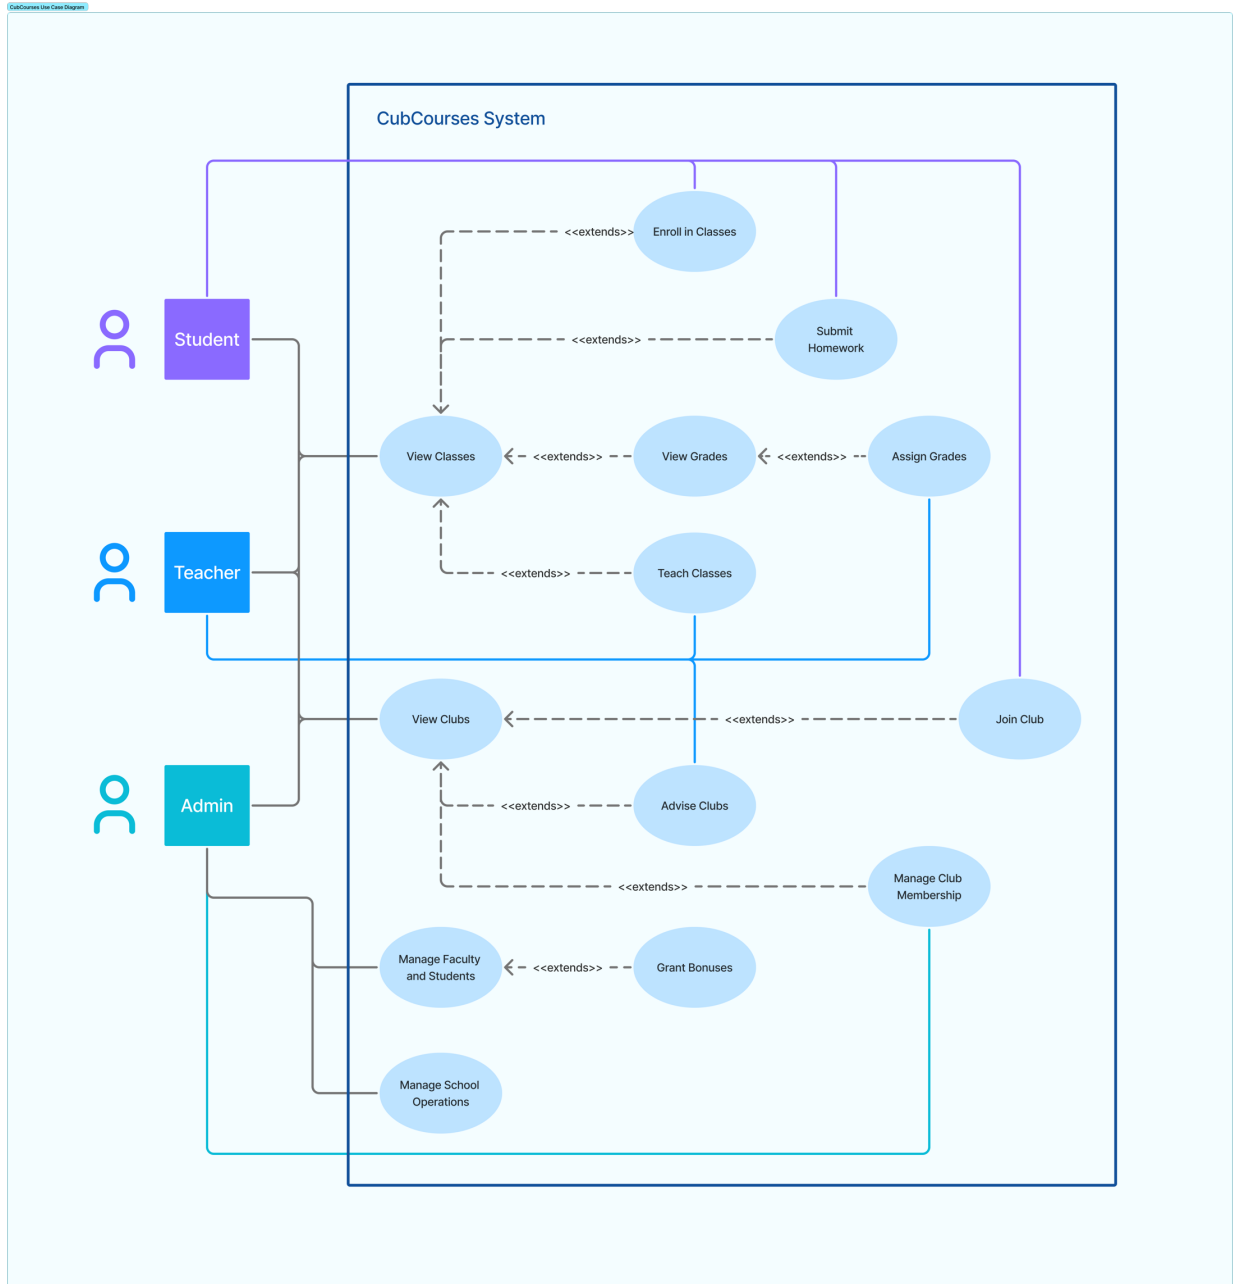 CubCourses Use Case Diagram
CubCourses System
<<extends>>
Enroll in Classes
Student
<<extends>>
Submit
Homework
View Classes
<<extends>>
View Grades
<<extends>>
Assign Grades
Teacher
<<extends>>
Teach Classes
View Clubs
<<extends>>
Join Club
Admin
<<extends>>
Advise Clubs
<<extends>>
Manage Club
Membership
Manage Faculty
and Students
<<extends>>
Grant Bonuses
Manage School
Operations